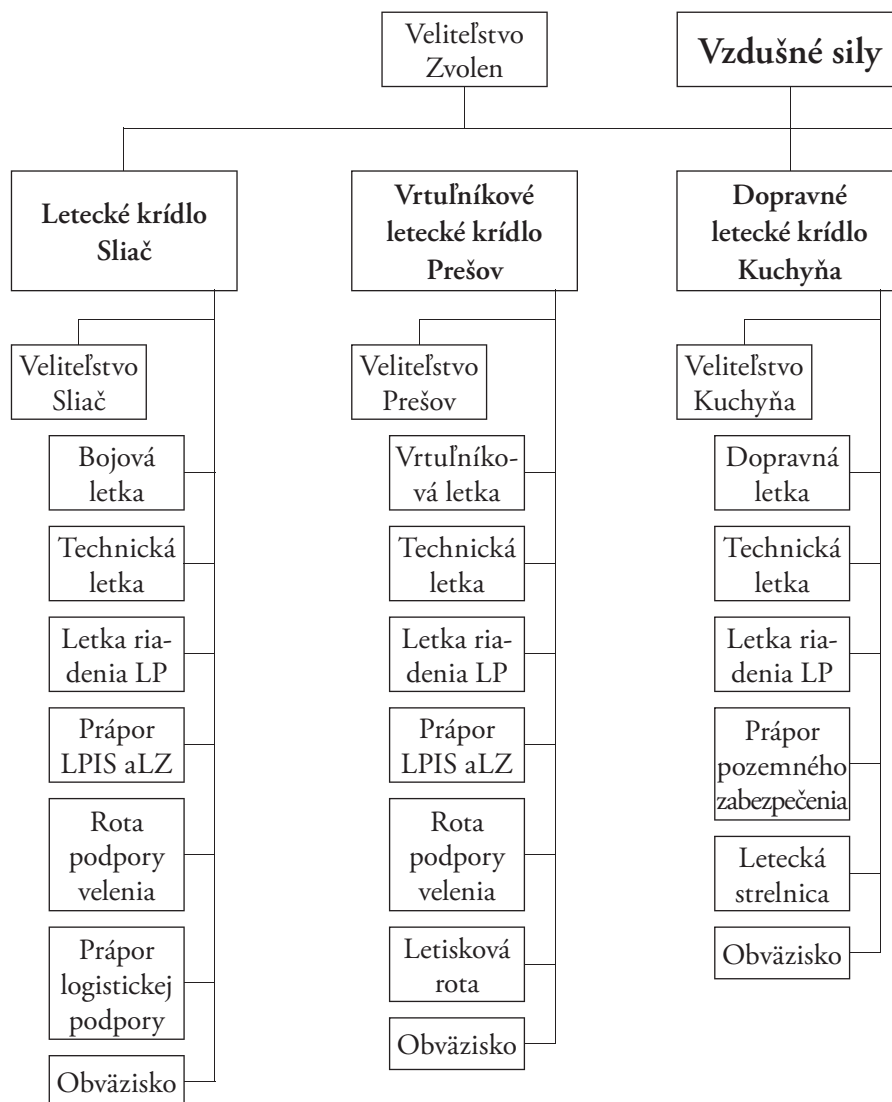 Veliteľstvo
Zvolen
Vzdušné sily
Letecké krídlo
Sliač
Vrtuľníkové
letecké krídlo
Prešov
Dopravné
letecké krídlo
Kuchyňa
Veliteľstvo
Sliač
Bojová
letka
Technická
letka
Letka ria-
denia LP
Prápor
LPIS aLZ
Rota
podpory
velenia
Prápor
logistickej
podpory
Obväzisko
Veliteľstvo
Prešov
Vrtuľníko-
vá letka
Technická
letka
Letka ria-
denia LP
Prápor
LPIS aLZ
Rota
podpory
velenia
Letisková
rota
Obväzisko
Veliteľstvo
Kuchyňa
Dopravná
letka
Technická
letka
Letka ria-
denia LP
Prápor
pozemného
zabezpečenia
Letecká
strelnica
Obväzisko